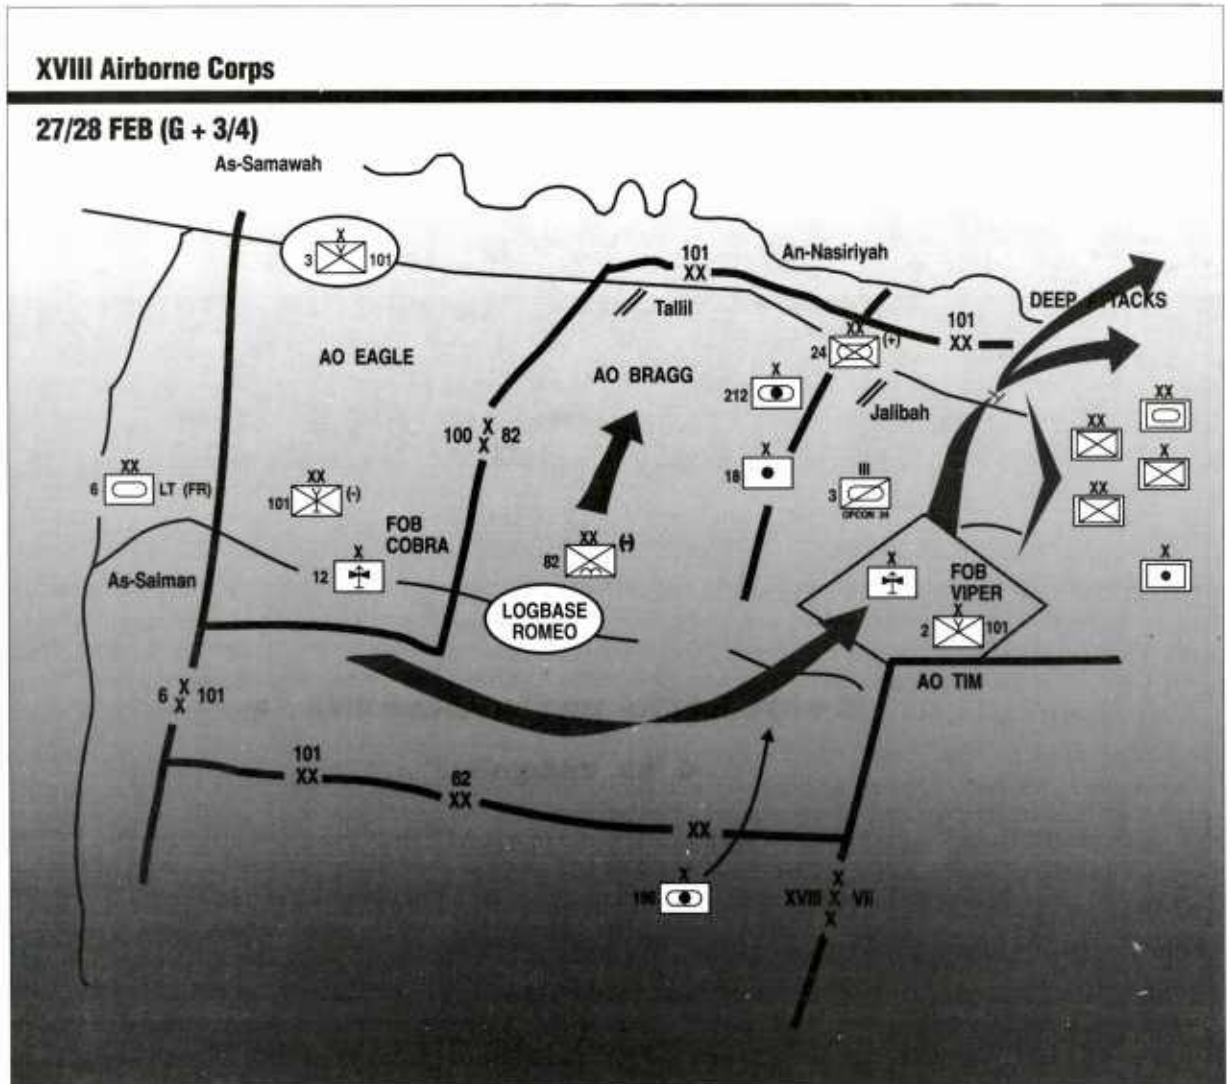 XVIII Airborne Corps
27/28 FEB (G + 3/4)
As-Samawah
X
3 101
101
XX
An-Nasiriyah
DEEP ATTACKS
Tallil
101
XX
XX
24 (+)
AO EAGLE
AO BRAGG
X
212
Jalibah
XX
100 X 82
X
XX
XX
X
X
18
III
3
OPCON 24
XX
6 LT (FR)
XX
101 (-)
XX
FOB
COBRA
XX
82 (-)
X
12
As-Salman
LOGBASE
ROMEO
X
FOB
VIPER
X
2 101
X
AO TIM
6 X 101
X
101
XX
82
XX
XX
X
196
X
XVIII X VII
X